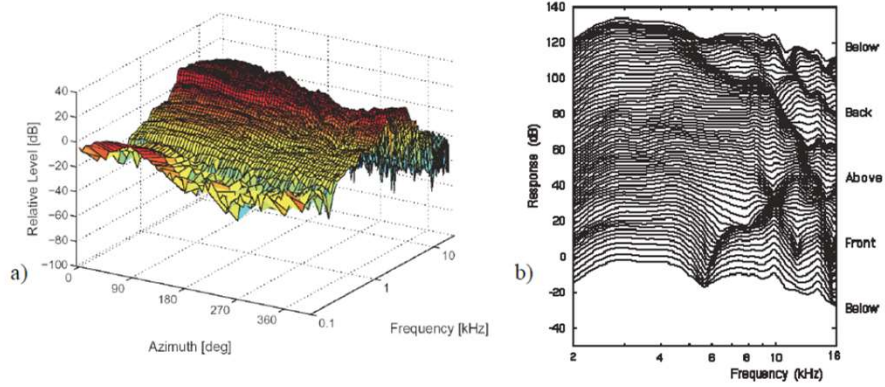 a)
Relative Level [dB]
40
20
0
−20
−40
−60
−80
−100
0
90
180
270
360
Azimuth [deg]
0.1
1
10
Frequency [kHz]
b)
Response (dB)
140
120
100
80
60
40
20
0
-20
-40
2
4
6
8
10
16
Frequency (kHz)
Below
Back
Above
Front
Below